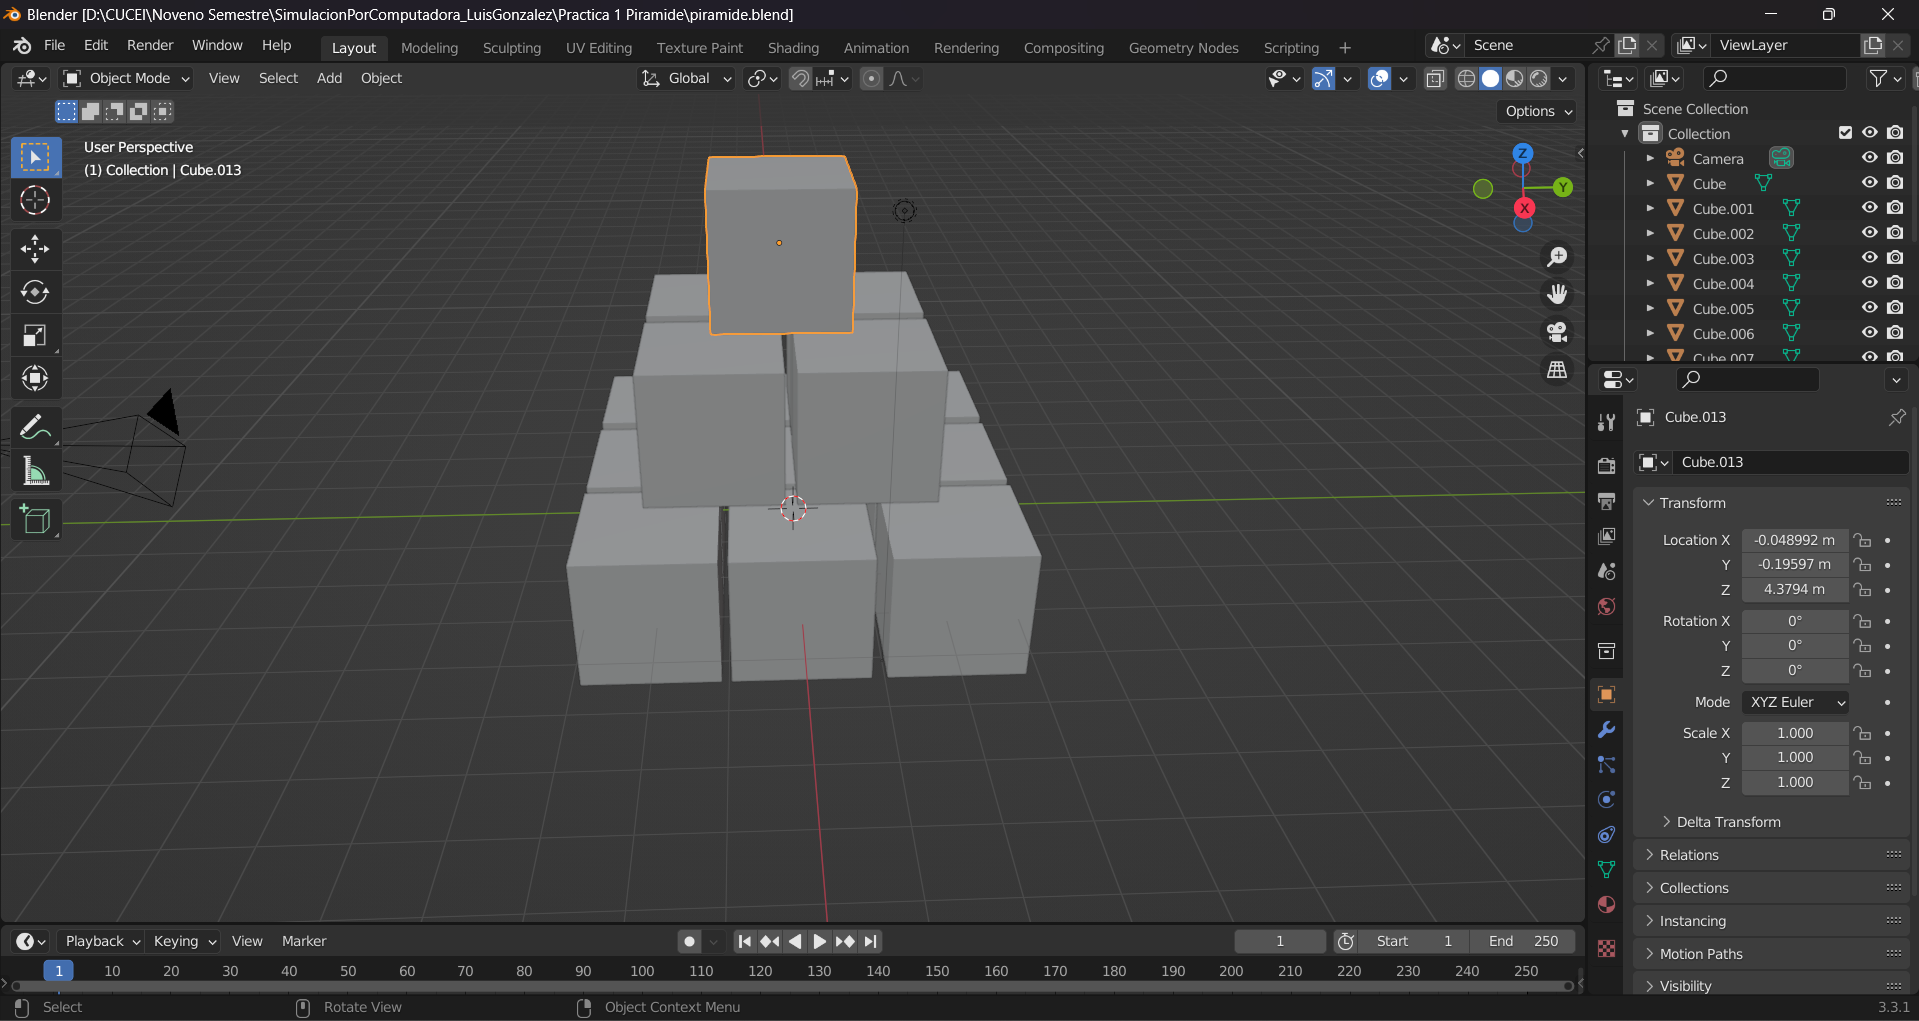 Blender [D:\CUCEI\Noveno Semestre\SimulacionPorComputadora_LuisGonzalez\Practica 1 Piramide\piramide.blend]
File Edit Render Window Help Layout Modeling Sculpting UV Editing Texture Paint Shading Animation Rendering Compositing Geometry Nodes Scripting + Scene ViewLayer
Object Mode View Select Add Object Global
Options
User Perspective
(1) Collection | Cube.013
Z
Y
X
Scene Collection
Collection
Camera
Cube
Cube.001
Cube.002
Cube.003
Cube.004
Cube.005
Cube.006
Cube.007
Cube.013
Cube.013
Transform
Location X -0.048992 m
Y -0.19597 m
Z 4.3794 m
Rotation X 0°
Y 0°
Z 0°
Mode XYZ Euler
Scale X 1.000
Y 1.000
Z 1.000
Delta Transform
Relations
Collections
Instancing
Motion Paths
Visibility
Playback Keying View Marker 1 Start 1 End 250
1 10 20 30 40 50 60 70 80 90 100 110 120 130 140 150 160 170 180 190 200 210 220 230 240 250
Select Rotate View Object Context Menu 3.3.1